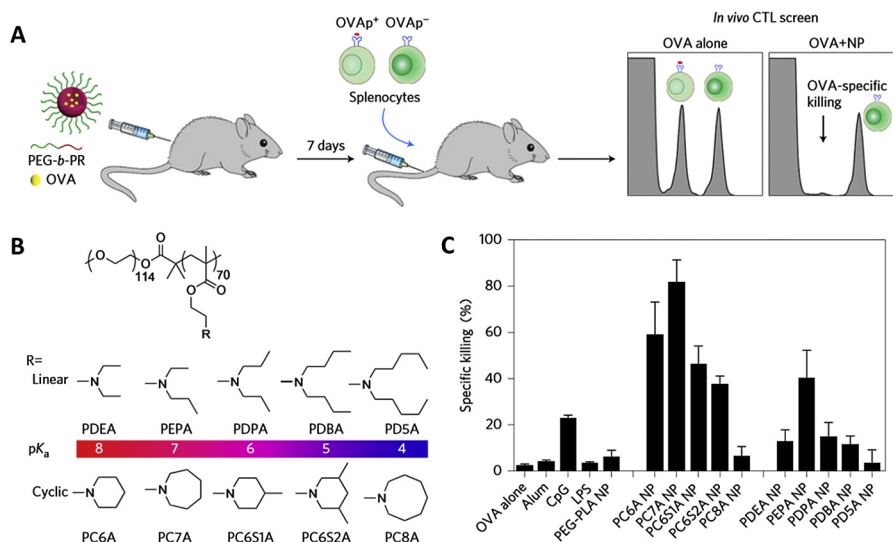 A
PEG-b-PR
OVA
7 days
OVAp+ OVAp−
Splenocytes
In vivo CTL screen
OVA alone
OVA+NP
OVA-specific
killing
B
O
O
114
O
70
O
O
R
R=
Linear
N
N
N
N
N
PDEA
PEPA
PDPA
PDBA
PD5A
pKa
8
7
6
5
4
Cyclic
N
N
N
N
N
PC6A
PC7A
PC6S1A
PC6S2A
PC8A
C
Specific killing (%)
100
80
60
40
20
0
OVA alone
Alum
CpG
LPS
PEG-PLA NP
PC6A NP
PC7A NP
PC6S1A NP
PC6S2A NP
PC8A NP
PDEA NP
PEPA NP
PDPA NP
PDBA NP
PD5A NP